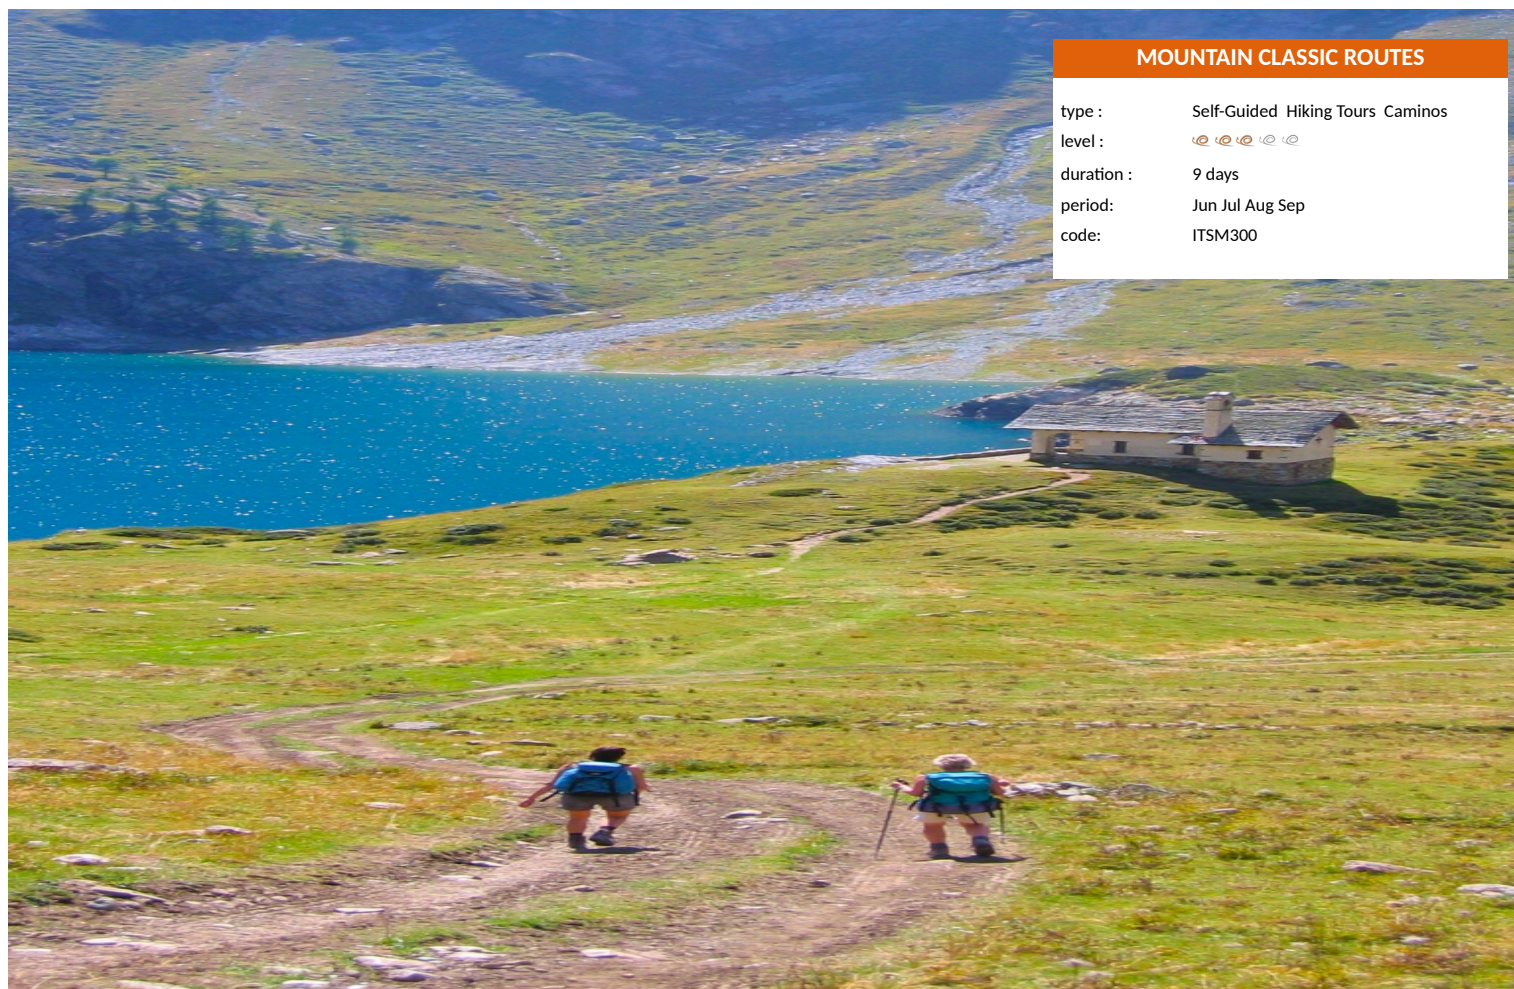 MOUNTAIN CLASSIC ROUTES
type : Self-Guided Hiking Tours Caminos
level :
duration : 9 days
period: Jun Jul Aug Sep
code: ITSM300